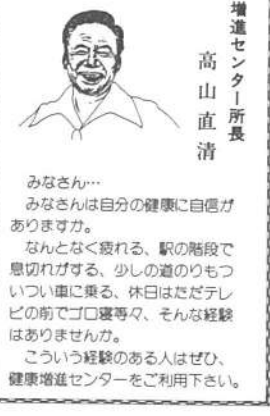 増進センター所長
高山直清
みなさん…
みなさんは自分の健康に自信が
ありますか。
なんとなく疲れる、駅の階段で
息切れがする、少しの道のりもつ
いつい車に乗る、休日はただテレ
ビの前でゴロ寝等々、そんな経験
はありませんか。
こういう経験のある人はぜひ、
健康増進センターをご利用下さい。